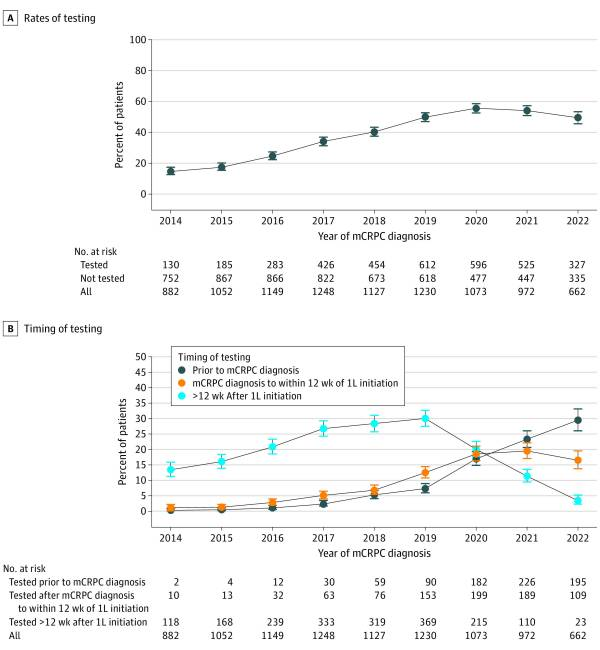 A Rates of testing
100
80
60
40
20
0
Percent of patients
2014 2015 2016 2017 2018 2019 2020 2021 2022
Year of mCRPC diagnosis
No. at risk
Tested 130 185 283 426 454 612 596 525 327
Not tested 752 867 866 822 673 618 477 447 335
All 882 1052 1149 1248 1127 1230 1073 972 662
B Timing of testing
Timing of testing
Prior to mCRPC diagnosis
mCRPC diagnosis to within 12 wk of 1L initiation
>12 wk After 1L initiation
50
45
40
35
30
25
20
15
10
5
0
Percent of patients
2014 2015 2016 2017 2018 2019 2020 2021 2022
Year of mCRPC diagnosis
No. at risk
Tested prior to mCRPC diagnosis 2 4 12 30 59 90 182 226 195
Tested after mCRPC diagnosis 10 13 32 63 76 153 199 189 109
to within 12 wk of 1L initiation
Tested >12 wk after 1L initiation 118 168 239 333 319 369 215 110 23
All 882 1052 1149 1248 1127 1230 1073 972 662